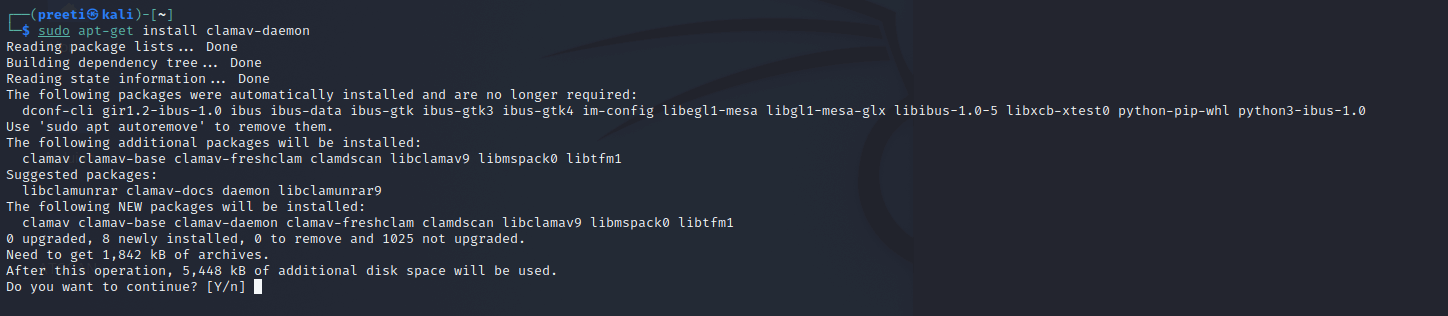 ┌──(preeti㉿kali)-[~]
└─$ sudo apt-get install clamav-daemon
Reading package lists... Done
Building dependency tree... Done
Reading state information... Done
The following packages were automatically installed and are no longer required:
  dconf-cli gir1.2-ibus-1.0 ibus ibus-data ibus-gtk ibus-gtk3 ibus-gtk4 im-config libegl1-mesa libgl1-mesa-glx libibus-1.0-5 libxcb-xtest0 python-pip-whl python3-ibus-1.0
Use 'sudo apt autoremove' to remove them.
The following additional packages will be installed:
  clamav clamav-base clamav-freshclam clamdscan libclamav9 libmspack0 libtfm1
Suggested packages:
  libclamunrar clamav-docs daemon libclamunrar9
The following NEW packages will be installed:
  clamav clamav-base clamav-daemon clamav-freshclam clamdscan libclamav9 libmspack0 libtfm1
0 upgraded, 8 newly installed, 0 to remove and 1025 not upgraded.
Need to get 1,842 kB of archives.
After this operation, 5,448 kB of additional disk space will be used.
Do you want to continue? [Y/n]